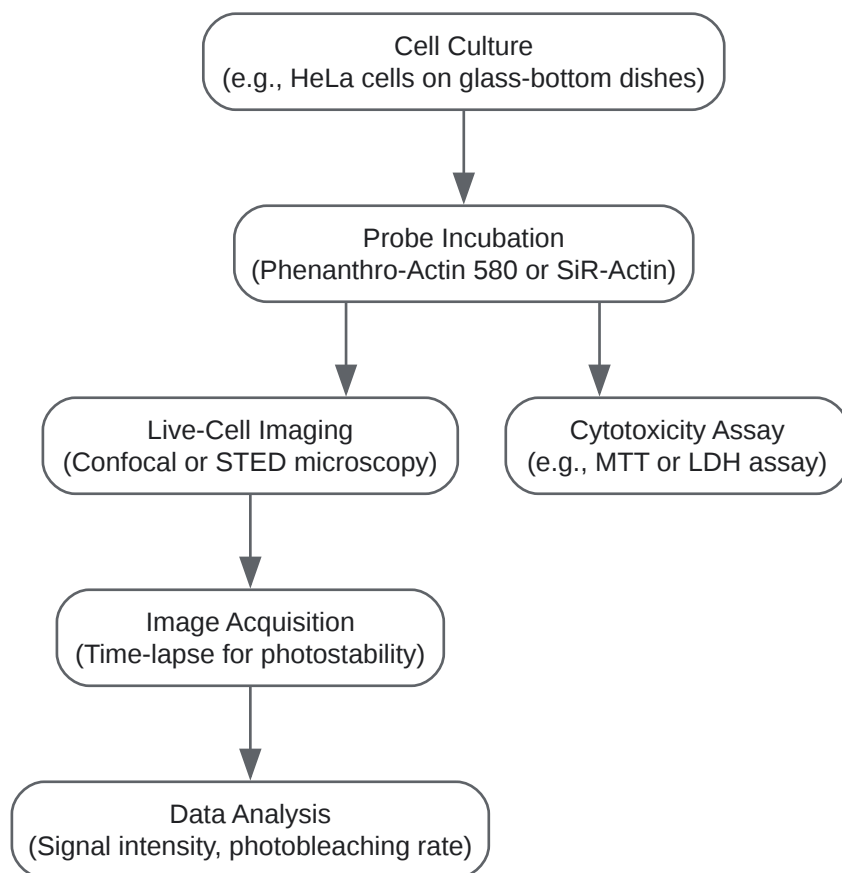 Cell Culture
(e.g., HeLa cells on glass-bottom dishes)
Probe Incubation
(Phenanthro-Actin 580 or SiR-Actin)
Live-Cell Imaging
(Confocal or STED microscopy)
Cytotoxicity Assay
(e.g., MTT or LDH assay)
Image Acquisition
(Time-lapse for photostability)
Data Analysis
(Signal intensity, photobleaching rate)